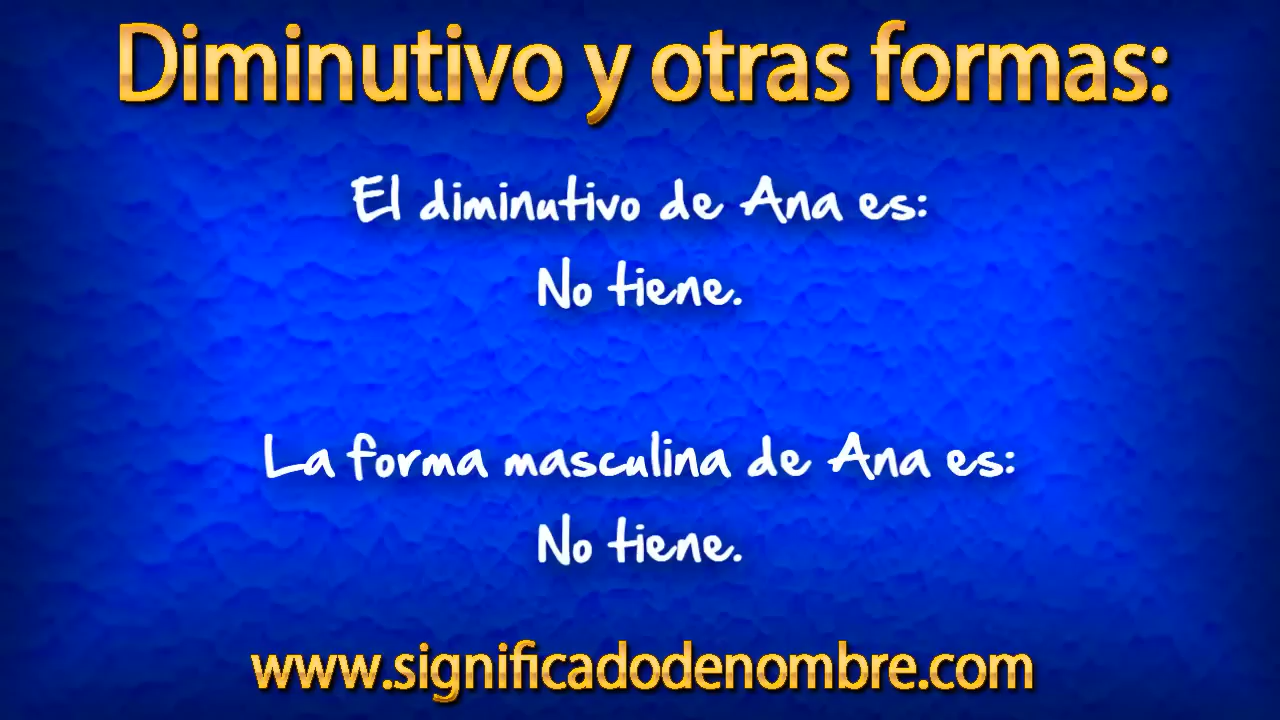 Diminutivo y otras formas:
El diminutivo de Ana es:
No tiene.
La forma masculina de Ana es:
No tiene.
www.significadodenombre.com